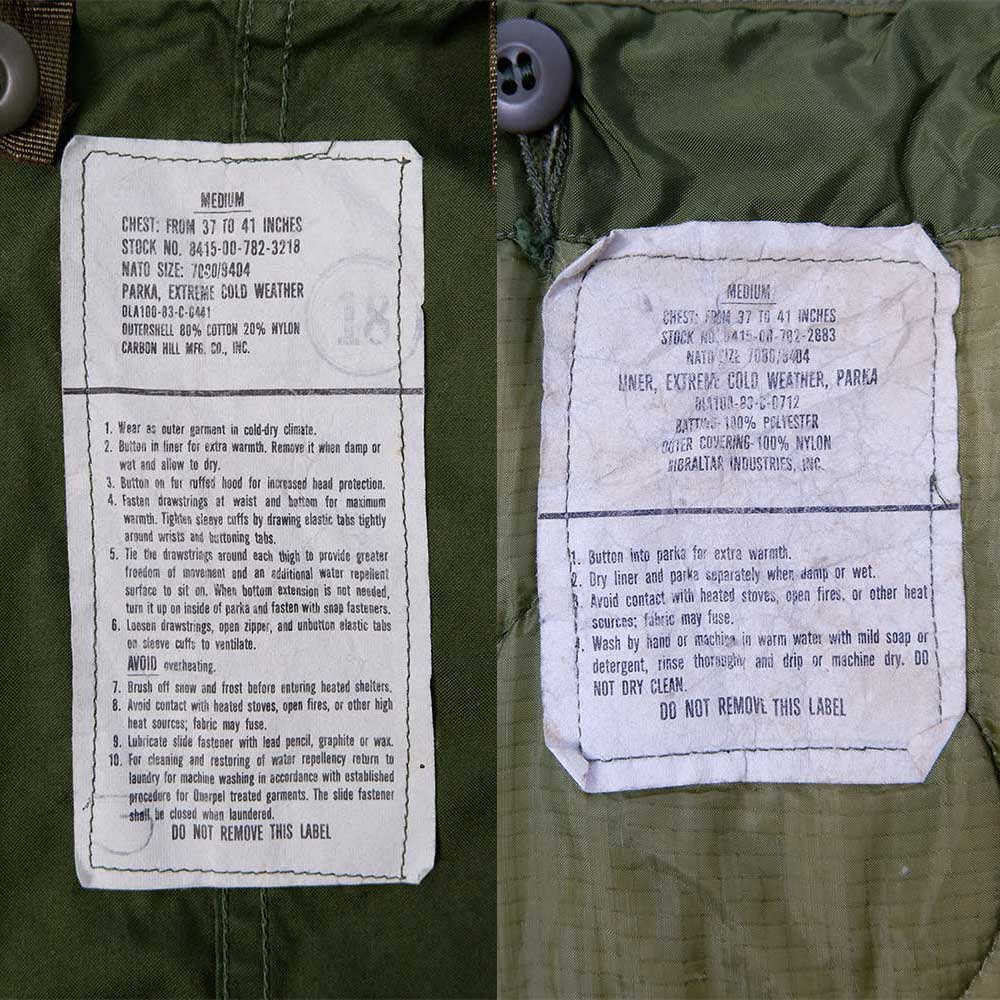 MEDIUM
CHEST: FROM 37 TO 41 INCHES
STOCK NO. 8415-00-782-3218
NATO SIZE: 7080/9404
PARKA, EXTREME COLD WEATHER
DLA100-83-C-0441
OUTERSHELL 80% COTTON 20% NYLON
CARBON HILL MFG. CO., INC.
18
1. Wear as outer garment in cold-dry climate.
2. Button in liner for extra warmth. Remove it when damp or
wet and allow to dry.
3. Button on fur ruffed hood for increased head protection.
4. Fasten drawstrings at waist and bottom for maximum
warmth. Tighten sleeve cuffs by drawing elastic tabs tightly
around wrists and buttoning tabs.
5. Tie the drawstrings around each thigh to provide greater
freedom of movement and an additional water repellent
surface to sit on. When bottom extension is not needed,
turn it up on inside of parka and fasten with snap fasteners.
6. Loosen drawstrings, open zipper, and unbutton elastic tabs
on sleeve cuffs to ventilate.
AVOID overheating.
7. Brush off snow and frost before entering heated shelters.
8. Avoid contact with heated stoves, open fires, or other high
heat sources; fabric may fuse.
9. Lubricate slide fastener with lead pencil, graphite or wax.
10. For cleaning and restoring of water repellency return to
laundry for machine washing in accordance with established
procedure for Quarpel treated garments. The slide fastener
shall be closed when laundered.
DO NOT REMOVE THIS LABEL
MEDIUM
CHEST: FROM 37 TO 41 INCHES
STOCK NO. 8415-00-782-2883
NATO SIZE 7080/9404
LINER, EXTREME COLD WEATHER, PARKA
DLA100-83-C-0712
BATTING-100% POLYESTER
OUTER COVERING-100% NYLON
GIBRALTAR INDUSTRIES, INC.
1. Button into parka for extra warmth.
2. Dry liner and parka separately when damp or wet.
3. Avoid contact with heated stoves, open fires, or other heat
sources; fabric may fuse.
4. Wash by hand or machine in warm water with mild soap or
detergent, rinse thoroughly and drip or machine dry. DO
NOT DRY CLEAN.
DO NOT REMOVE THIS LABEL